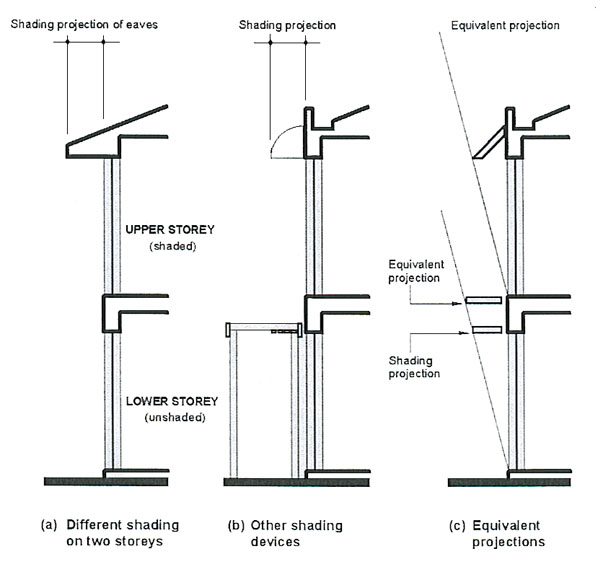 Shading projection of eaves
Shading projection
Equivalent projection
UPPER STOREY
(shaded)
Equivalent
projection
Shading
projection
LOWER STOREY
(unshaded)
(a) Different shading
on two storeys
(b) Other shading
devices
(c) Equivalent
projections